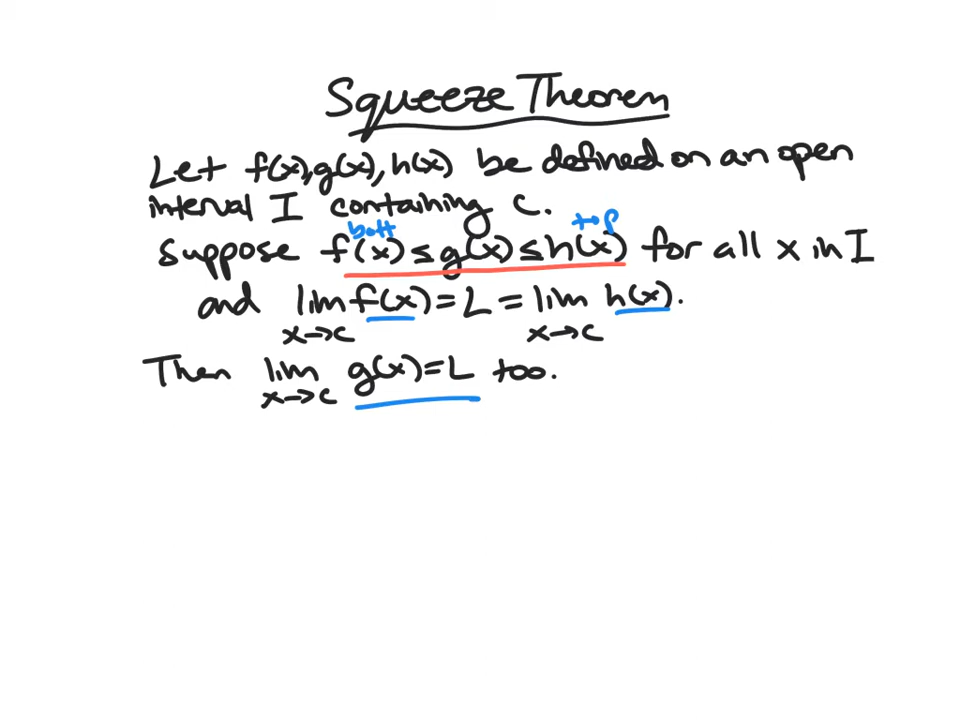 Squeeze Theorem
Let f(x), g(x), h(x) be defined on an open
interval I containing c.
bott top
Suppose f(x) ≤ g(x) ≤ h(x) for all x in I
and lim f(x) = L = lim h(x).
x→c x→c
Then lim g(x) = L too.
x→c